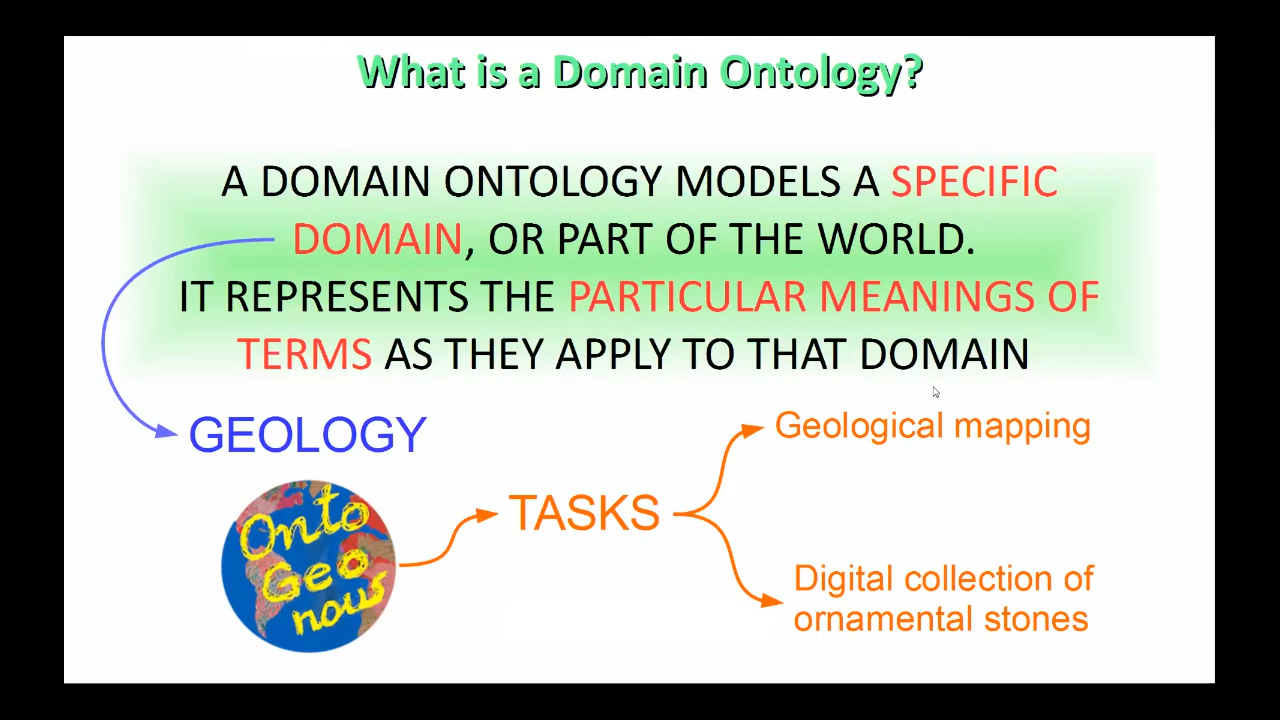 What is a Domain Ontology?
A DOMAIN ONTOLOGY MODELS A SPECIFIC
DOMAIN, OR PART OF THE WORLD.
IT REPRESENTS THE PARTICULAR MEANINGS OF
TERMS AS THEY APPLY TO THAT DOMAIN
GEOLOGY
Geological mapping
Onto
Geo
nous
TASKS
Digital collection of
ornamental stones